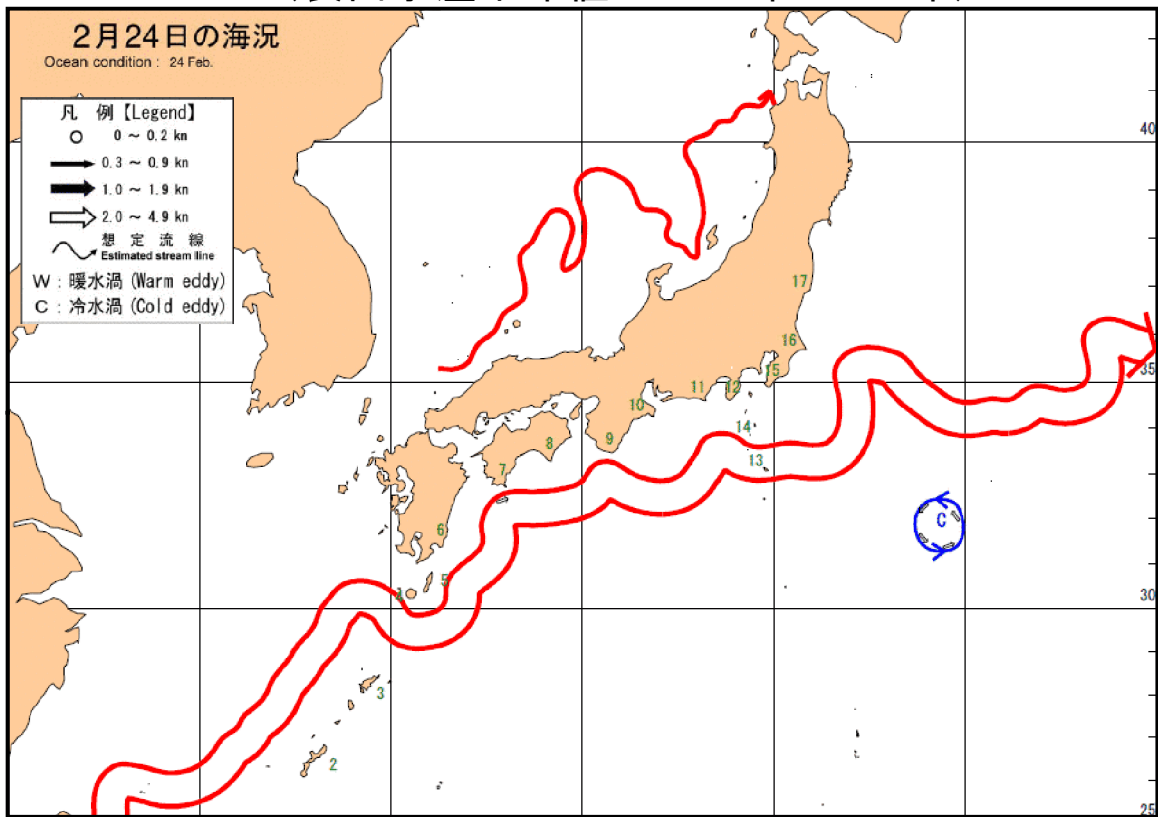 2月24日の海況
Ocean condition : 24 Feb.
凡 例【Legend】
0 ～ 0.2 kn
0.3 ～ 0.9 kn
1.0 ～ 1.9 kn
2.0 ～ 4.9 kn
想 定 流 線
Estimated stream line
W : 暖水渦 (Warm eddy)
C : 冷水渦 (Cold eddy)
40
17
16
35
15
11
12
10
14
9
8
13
7
C
6
5
30
3
2
25